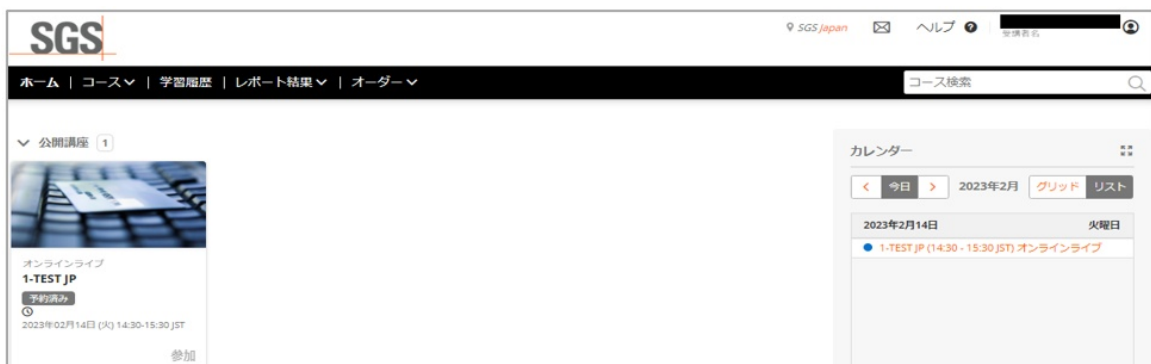 SGS
SGS Japan ヘルプ ?
受講者名
ホーム | コース | 学習履歴 | レポート結果 | オーダー
コース検索
公開講座 1
オンラインライブ
1-TEST JP
予約済み
2023年02月14日 (火) 14:30-15:30 JST
参加
カレンダー
< 今日 > 2023年2月 グリッド リスト
2023年2月14日 火曜日
1-TEST JP (14:30 - 15:30 JST) オンラインライブ